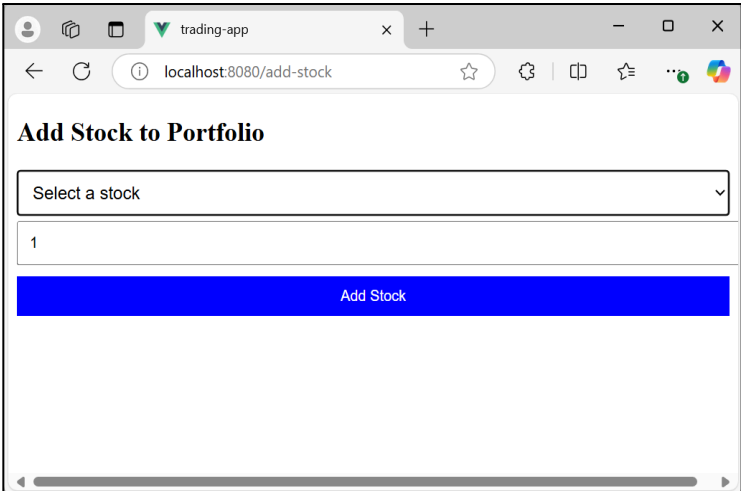 trading-app
localhost:8080/add-stock
Add Stock to Portfolio
Select a stock
1
Add Stock